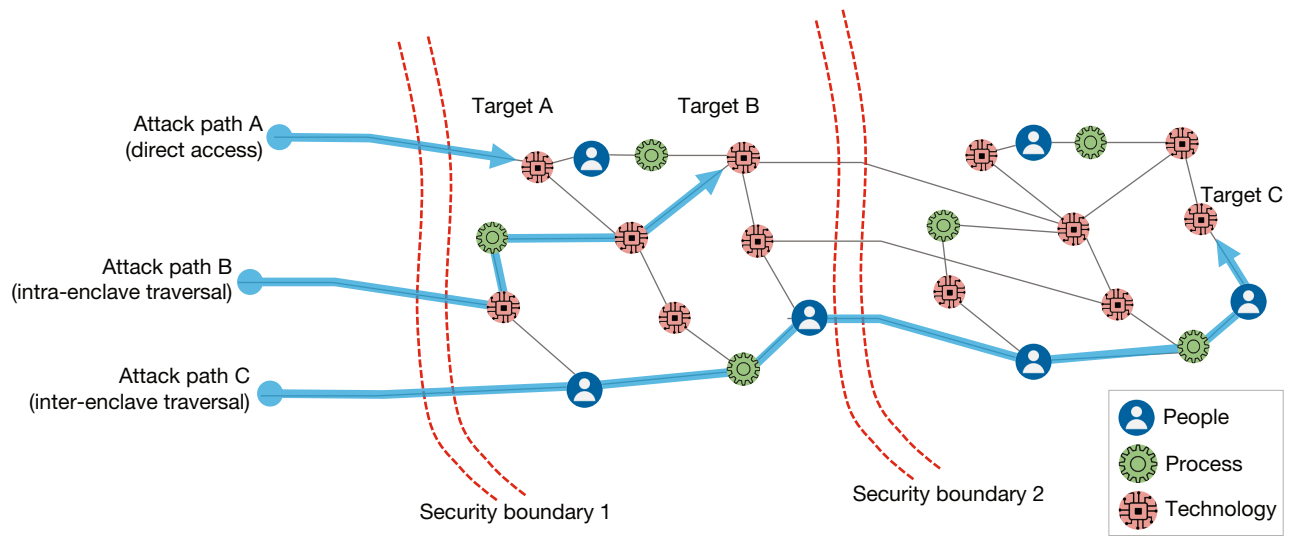 Target A
Target B
Attack path A
(direct access)
Target C
Attack path B
(intra-enclave traversal)
Attack path C
(inter-enclave traversal)
People
Process
Technology
Security boundary 2
Security boundary 1